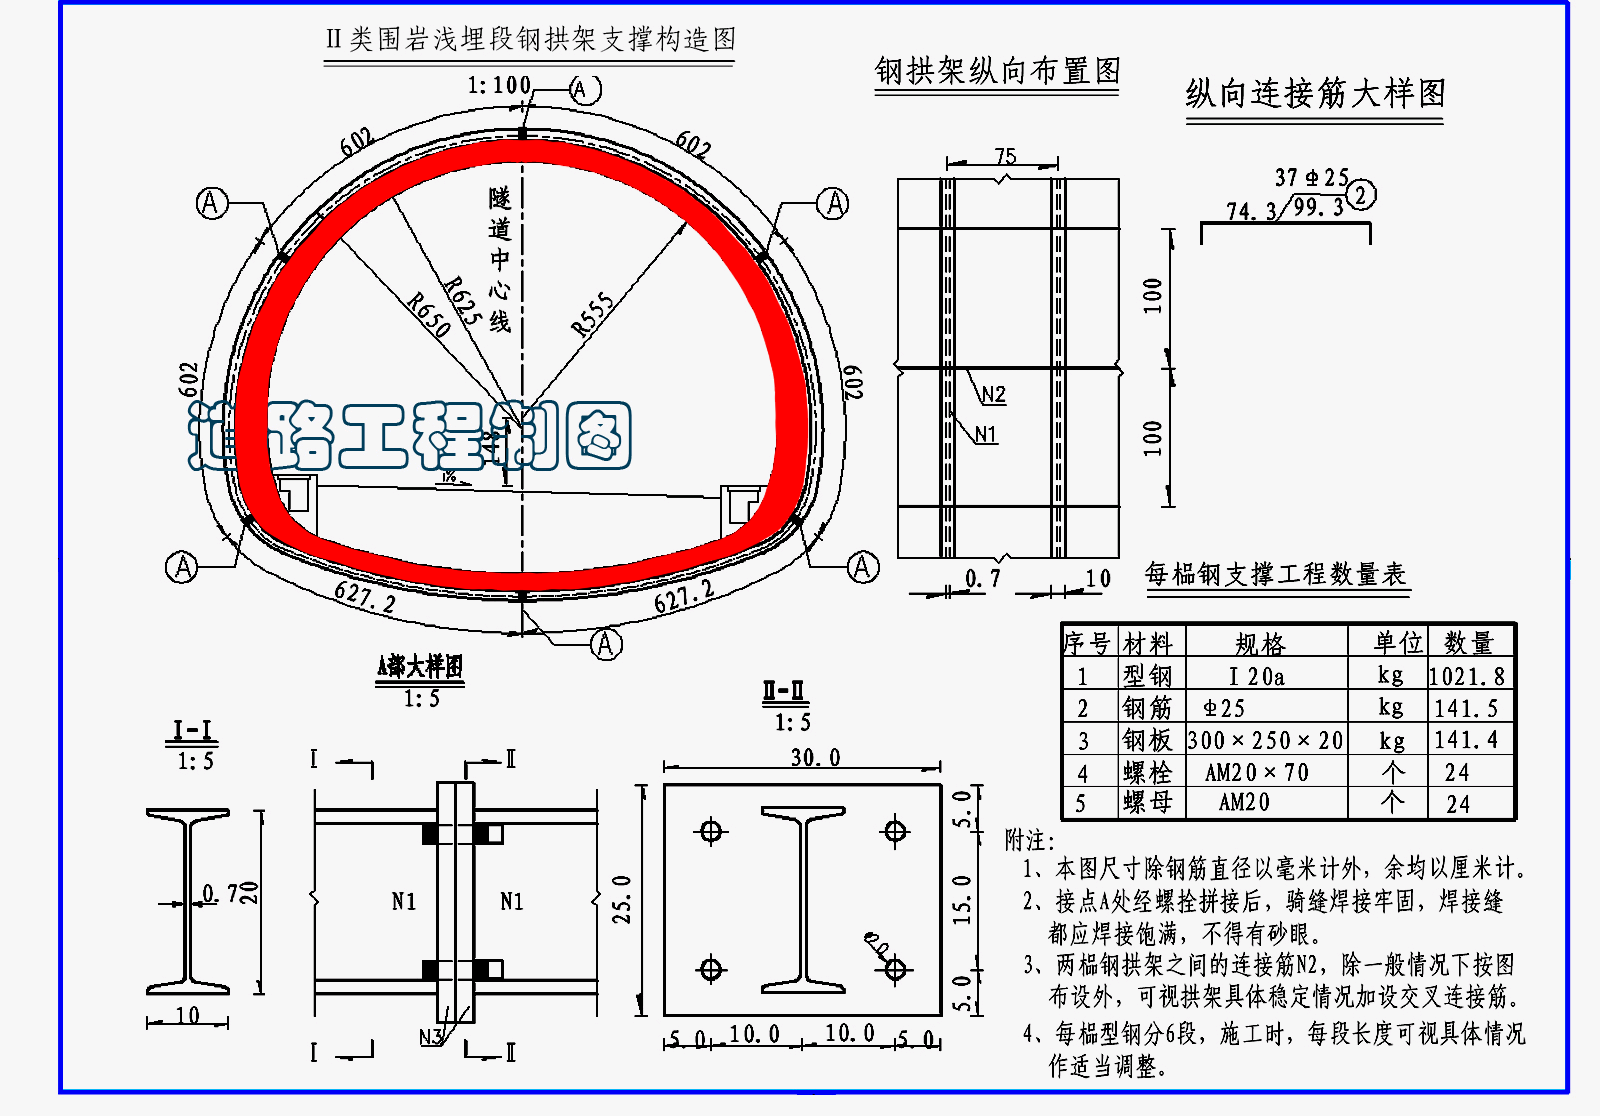 Ⅱ类围岩浅埋段钢拱架支撑构造图
1:100
A
602
602
A
A
隧道中心线
R625
R650
R555
602
602
道路工程制图
1%
A
A
627.2
627.2
A
钢拱架纵向布置图
75
100
100
N2
N1
0.7
10
纵向连接筋大样图
37Φ25
74.3/99.3
2
每榀钢支撑工程数量表
序号 材料 规格 单位 数量
1 型钢 I20a kg 1021.8
2 钢筋 Φ25 kg 141.5
3 钢板 300×250×20 kg 141.4
4 螺栓 AM20×70 个 24
5 螺母 AM20 个 24
A部大样图
1:5
Ⅰ-Ⅰ
1:5
0.7
20
10
Ⅰ
Ⅱ
N1
N1
N3
Ⅰ
Ⅱ
Ⅱ-Ⅱ
1:5
30.0
25.0
5.0
15.0
5.0
5.0
10.0
10.0
5.0
附注:
1、本图尺寸除钢筋直径以毫米计外,余均以厘米计。
2、接点A处经螺栓拼接后,骑缝焊接牢固,焊接缝
都应焊接饱满,不得有砂眼。
3、两榀钢拱架之间的连接筋N2,除一般情况下按图
布设外,可视拱架具体稳定情况加设交叉连接筋。
4、每榀型钢分6段,施工时,每段长度可视具体情况
作适当调整。